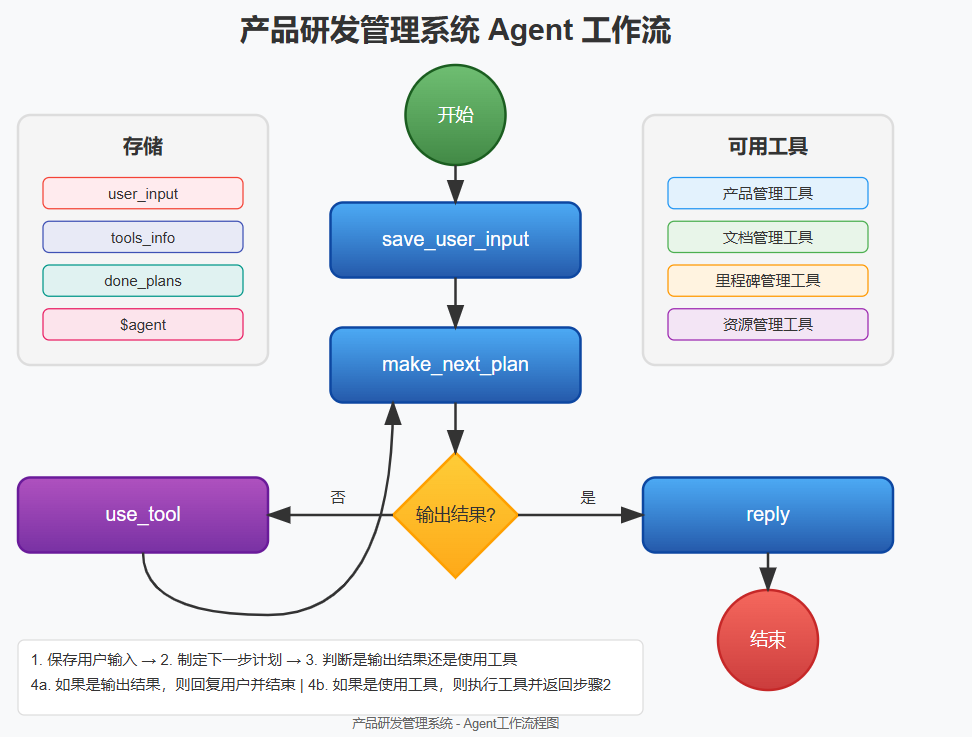 产品研发管理系统 Agent 工作流
开始
存储
user_input
tools_info
done_plans
$agent
可用工具
产品管理工具
文档管理工具
里程碑管理工具
资源管理工具
save_user_input
make_next_plan
否
输出结果?
是
use_tool
reply
结束
1. 保存用户输入 → 2. 制定下一步计划 → 3. 判断是输出结果还是使用工具
4a. 如果是输出结果，则回复用户并结束 | 4b. 如果是使用工具，则执行工具并返回步骤2
产品研发管理系统 - Agent工作流程图